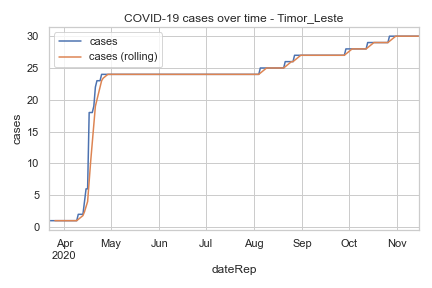 COVID-19 cases over time - Timor_Leste
cases
cases (rolling)
30
25
20
15
10
5
0
cases
Apr May Jun Jul Aug Sep Oct Nov
2020
dateRep